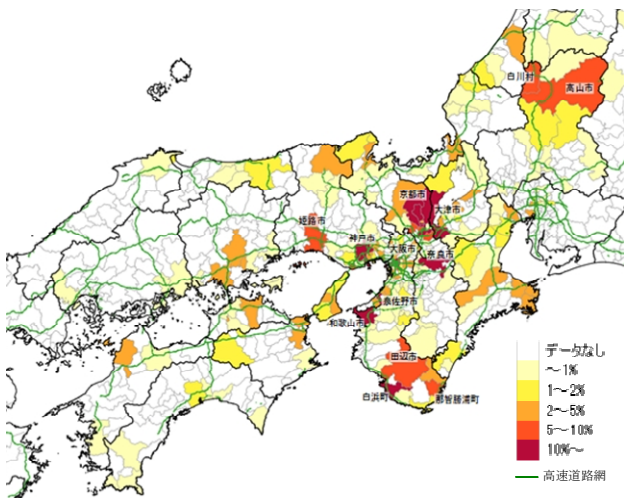 白川村
高山市
京都市
大津市
姫路市
神戸市
大阪市
奈良市
泉佐野市
和歌山市
田辺市
白浜町
那智勝浦町
データなし
～1%
1～2%
2～5%
5～10%
10%～
高速道路網